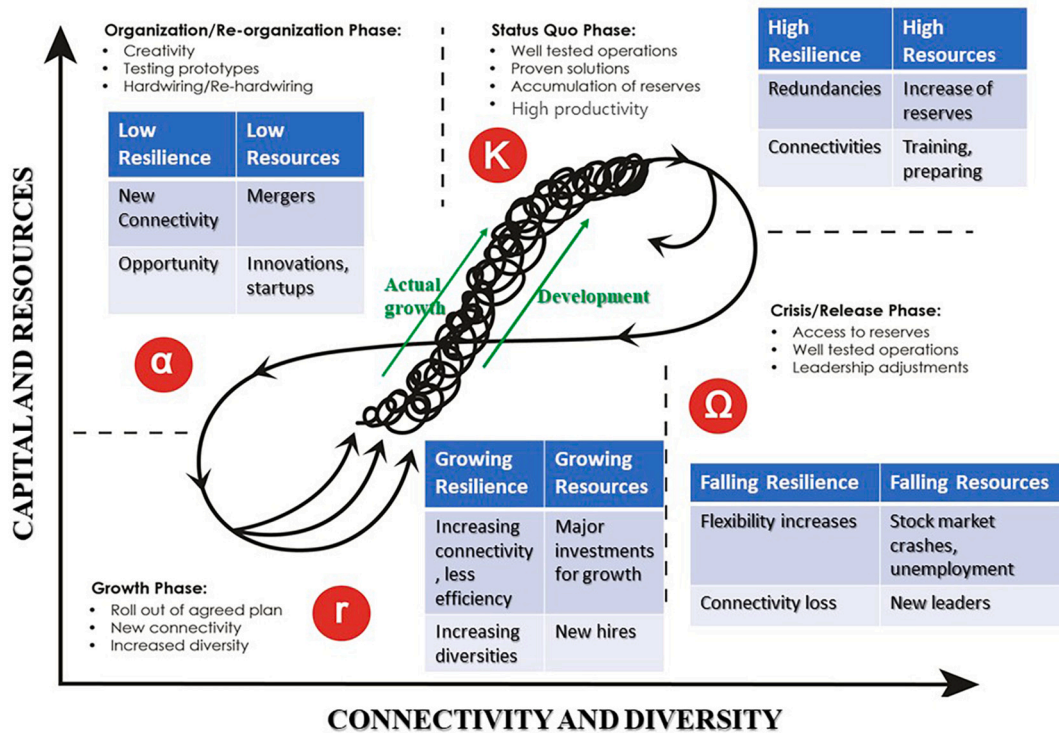 Organization/Re-organization Phase:
• Creativity
• Testing prototypes
• Hardwiring/Re-hardwiring
Low Resilience
Low Resources
New Connectivity
Mergers
Opportunity
Innovations, startups
α
Status Quo Phase:
• Well tested operations
• Proven solutions
• Accumulation of reserves
• High productivity
K
High Resilience
High Resources
Redundancies
Increase of reserves
Connectivities
Training, preparing
Actual growth
Development
Crisis/Release Phase:
• Access to reserves
• Well tested operations
• Leadership adjustments
Ω
Falling Resilience
Falling Resources
Flexibility increases
Stock market crashes, unemployment
Connectivity loss
New leaders
Growing Resilience
Growing Resources
Increasing connectivity , less efficiency
Major investments for growth
Increasing diversities
New hires
Growth Phase:
• Roll out of agreed plan
• New connectivity
• Increased diversity
r
CAPITAL AND RESOURCES
CONNECTIVITY AND DIVERSITY